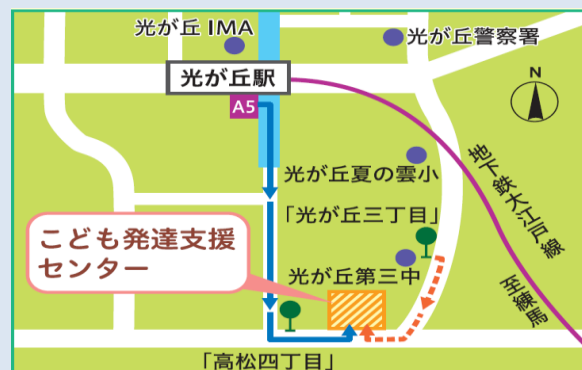 光が丘 IMA
光が丘警察署
光が丘駅
A5
N
光が丘夏の雲小
地下鉄大江戸線
「光が丘三丁目」
こども発達支援
センター
光が丘第三中
至練馬
「高松四丁目」